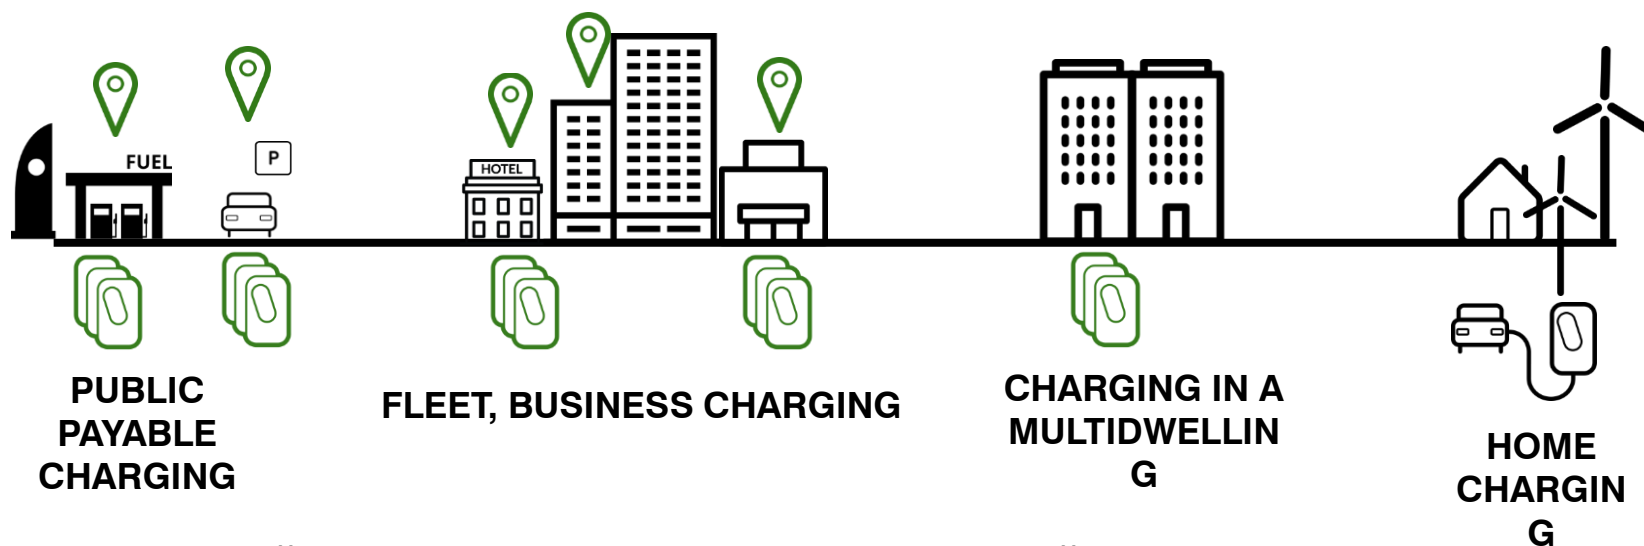 FUEL
P
HOTEL
PUBLIC
PAYABLE
CHARGING
FLEET, BUSINESS CHARGING
CHARGING IN A
MULTIDWELLIN
G
HOME
CHARGIN
G